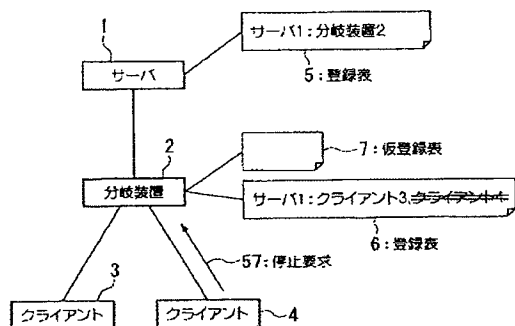 1
サーバ
サーバ1:分岐装置2
5:登録表
2
分岐装置
7:仮登録表
サーバ1:クライアント3,クライアント4
6:登録表
57:停止要求
3
クライアント
クライアント
4